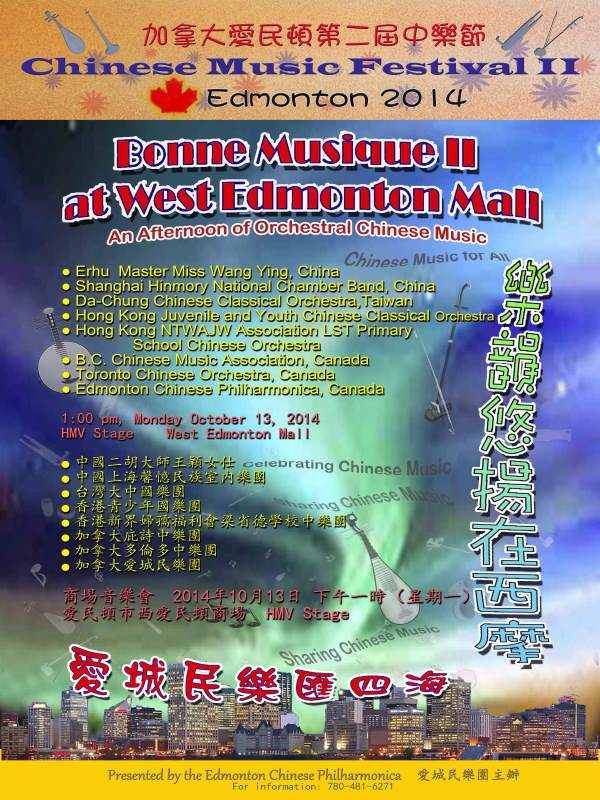 加拿大愛民頓第二屆中樂節
Chinese Music Festival II
Edmonton 2014
Bonne Musique II
at West Edmonton Mall
An Afternoon of Orchestral Chinese Music
Chinese Music for All
● Erhu Master Miss Wang Ying, China
● Shanghai Hinmory National Chamber Band, China
● Da-Chung Chinese Classical Orchestra,Taiwan
● Hong Kong Juvenile and Youth Chinese Classical Orchestra
● Hong Kong NTWAJW Association LST Primary
School Chinese Orchestra
● B.C. Chinese Music Association, Canada
● Toronto Chinese Orchestra, Canada
● Edmonton Chinese Philharmonica, Canada
樂韻悠揚在西摩
1:00 pm, Monday October 13, 2014
HMV Stage West Edmonton Mall
● 中國二胡大師王穎女仕
Celebrating Chinese Music
● 中國上海馨憶民族室內樂團
● 台灣大中國樂團
Sharing Chinese Music
● 香港青少年國樂團
● 香港新界婦孺福利會梁省德學校中樂團
● 加拿大庇詩中樂團
● 加拿大多倫多中樂團
● 加拿大愛城民樂團
商場音樂會 2014年10月13日 下午一時 (星期一)
愛民頓市西愛民頓商場 HMV Stage
Sharing Chinese Music
愛城民樂匯四海
Presented by the Edmonton Chinese Philharmonica 愛城民樂團主辦
For information: 780-481-6271